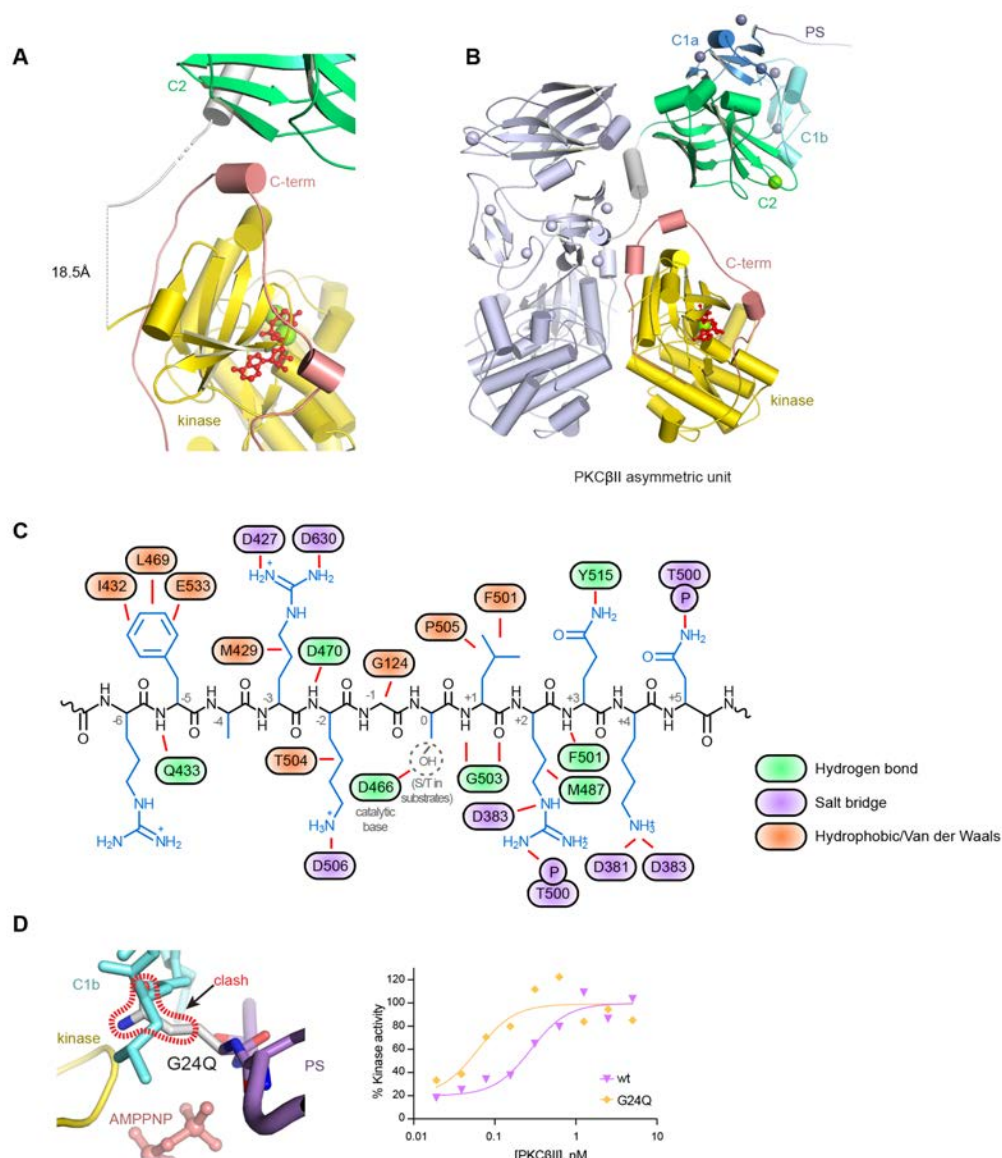 A
C2
C-term
18.5Å
kinase
B
C1a
PS
C1b
C2
C-term
kinase
PKCβII asymmetric unit
C
D427
D630
L469
I432
E533
M429
D470
G124
P505
F501
Y515
T500
P
-6
-5
-4
-3
-2
-1
0
+1
+2
+3
+4
+5
Q433
T504
D466
catalytic
base
OH
(S/T in
substrates)
G503
F501
M487
D383
D506
P
T500
D381
D383
Hydrogen bond
Salt bridge
Hydrophobic/Van der Waals
D
C1b
clash
kinase
G24Q
PS
AMPPNP
% Kinase activity
120
100
80
60
40
20
0
0.01
0.1
1
10
[PKCβII], nM
wt
G24Q